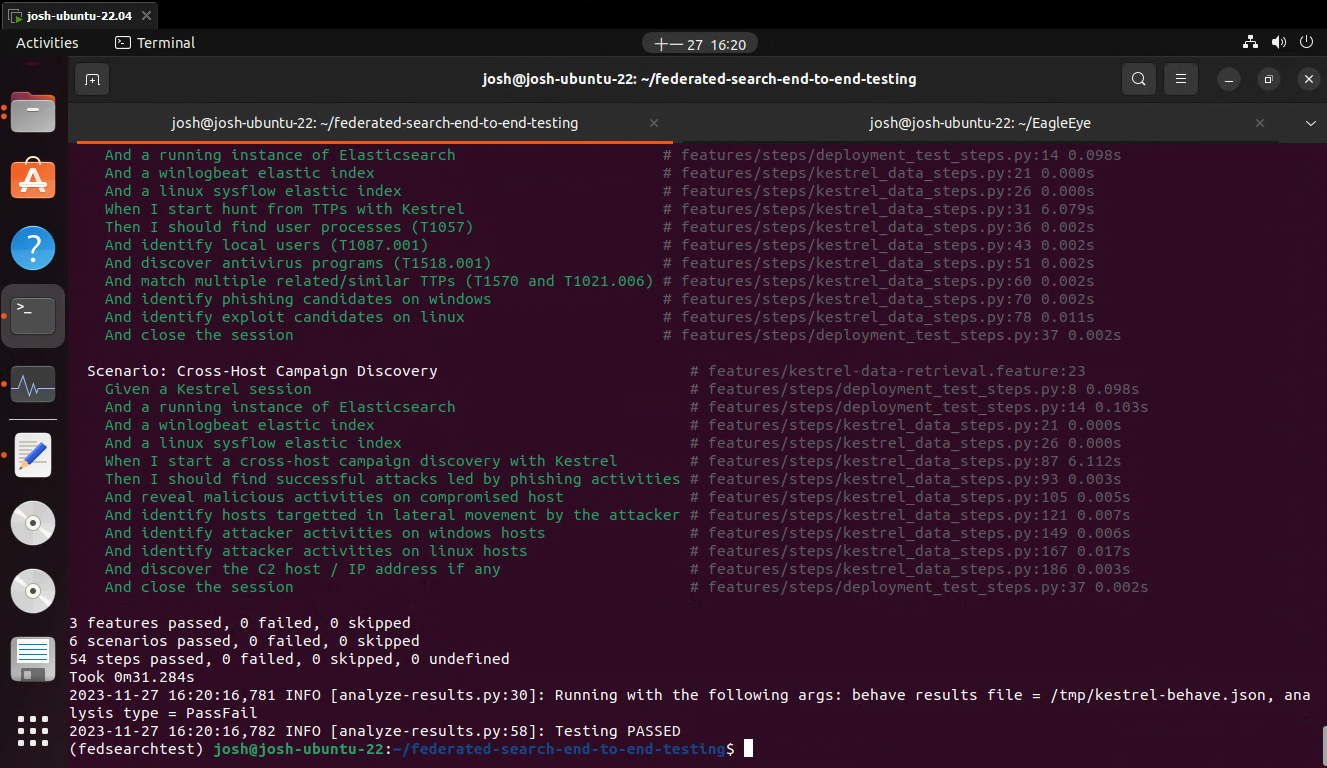 josh-ubuntu-22.04
Activities
Terminal
十一 27 16:20
josh@josh-ubuntu-22: ~/federated-search-end-to-end-testing
josh@josh-ubuntu-22: ~/federated-search-end-to-end-testing
josh@josh-ubuntu-22: ~/EagleEye
And a running instance of Elasticsearch # features/steps/deployment_test_steps.py:14 0.098s
And a winlogbeat elastic index # features/steps/kestrel_data_steps.py:21 0.000s
And a linux sysflow elastic index # features/steps/kestrel_data_steps.py:26 0.000s
When I start hunt from TTPs with Kestrel # features/steps/kestrel_data_steps.py:31 6.079s
Then I should find user processes (T1057) # features/steps/kestrel_data_steps.py:36 0.002s
And identify local users (T1087.001) # features/steps/kestrel_data_steps.py:43 0.002s
And discover antivirus programs (T1518.001) # features/steps/kestrel_data_steps.py:51 0.002s
And match multiple related/similar TTPs (T1570 and T1021.006) # features/steps/kestrel_data_steps.py:60 0.002s
And identify phishing candidates on windows # features/steps/kestrel_data_steps.py:70 0.002s
And identify exploit candidates on linux # features/steps/kestrel_data_steps.py:78 0.011s
And close the session # features/steps/deployment_test_steps.py:37 0.002s
Scenario: Cross-Host Campaign Discovery # features/kestrel-data-retrieval.feature:23
Given a Kestrel session # features/steps/deployment_test_steps.py:8 0.098s
And a running instance of Elasticsearch # features/steps/deployment_test_steps.py:14 0.103s
And a winlogbeat elastic index # features/steps/kestrel_data_steps.py:21 0.000s
And a linux sysflow elastic index # features/steps/kestrel_data_steps.py:26 0.000s
When I start a cross-host campaign discovery with Kestrel # features/steps/kestrel_data_steps.py:87 6.112s
Then I should find successful attacks led by phishing activities # features/steps/kestrel_data_steps.py:93 0.003s
And reveal malicious activities on compromised host # features/steps/kestrel_data_steps.py:105 0.005s
And identify hosts targetted in lateral movement by the attacker # features/steps/kestrel_data_steps.py:121 0.007s
And identify attacker activities on windows hosts # features/steps/kestrel_data_steps.py:149 0.006s
And identify attacker activities on linux hosts # features/steps/kestrel_data_steps.py:167 0.017s
And discover the C2 host / IP address if any # features/steps/kestrel_data_steps.py:186 0.003s
And close the session # features/steps/deployment_test_steps.py:37 0.002s
3 features passed, 0 failed, 0 skipped
6 scenarios passed, 0 failed, 0 skipped
54 steps passed, 0 failed, 0 skipped, 0 undefined
Took 0m31.284s
2023-11-27 16:20:16,781 INFO [analyze-results.py:30]: Running with the following args: behave results file = /tmp/kestrel-behave.json, ana
lysis type = PassFail
2023-11-27 16:20:16,782 INFO [analyze-results.py:58]: Testing PASSED
(fedsearchtest) josh@josh-ubuntu-22:~/federated-search-end-to-end-testing$